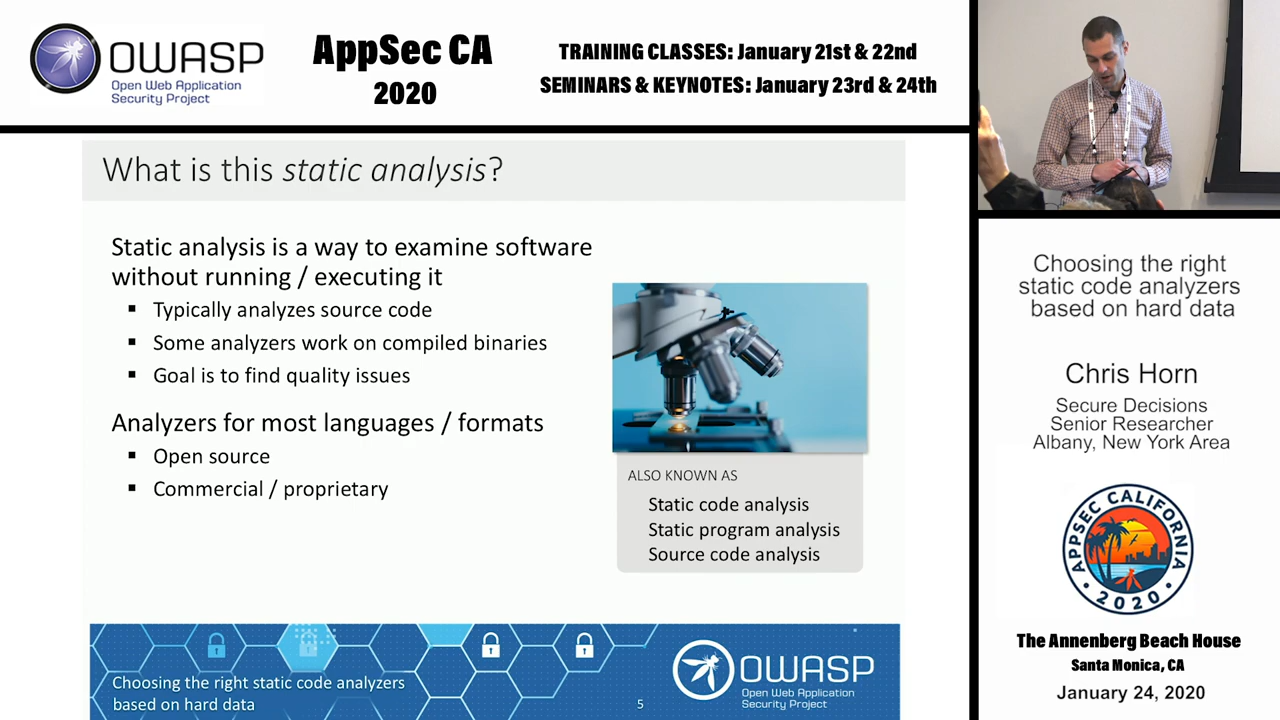 OWASP
Open Web Application
Security Project
AppSec CA
2020
TRAINING CLASSES: January 21st & 22nd
SEMINARS & KEYNOTES: January 23rd & 24th
What is this static analysis?
Static analysis is a way to examine software
without running / executing it
▪ Typically analyzes source code
▪ Some analyzers work on compiled binaries
▪ Goal is to find quality issues
Analyzers for most languages / formats
▪ Open source
▪ Commercial / proprietary
ALSO KNOWN AS
Static code analysis
Static program analysis
Source code analysis
Choosing the right static code analyzers
based on hard data
5
OWASP
Open Web Application
Security Project
Choosing the right
static code analyzers
based on hard data
Chris Horn
Secure Decisions
Senior Researcher
Albany, New York Area
APPSEC CALIFORNIA
• 2020 •
The Annenberg Beach House
Santa Monica, CA
January 24, 2020